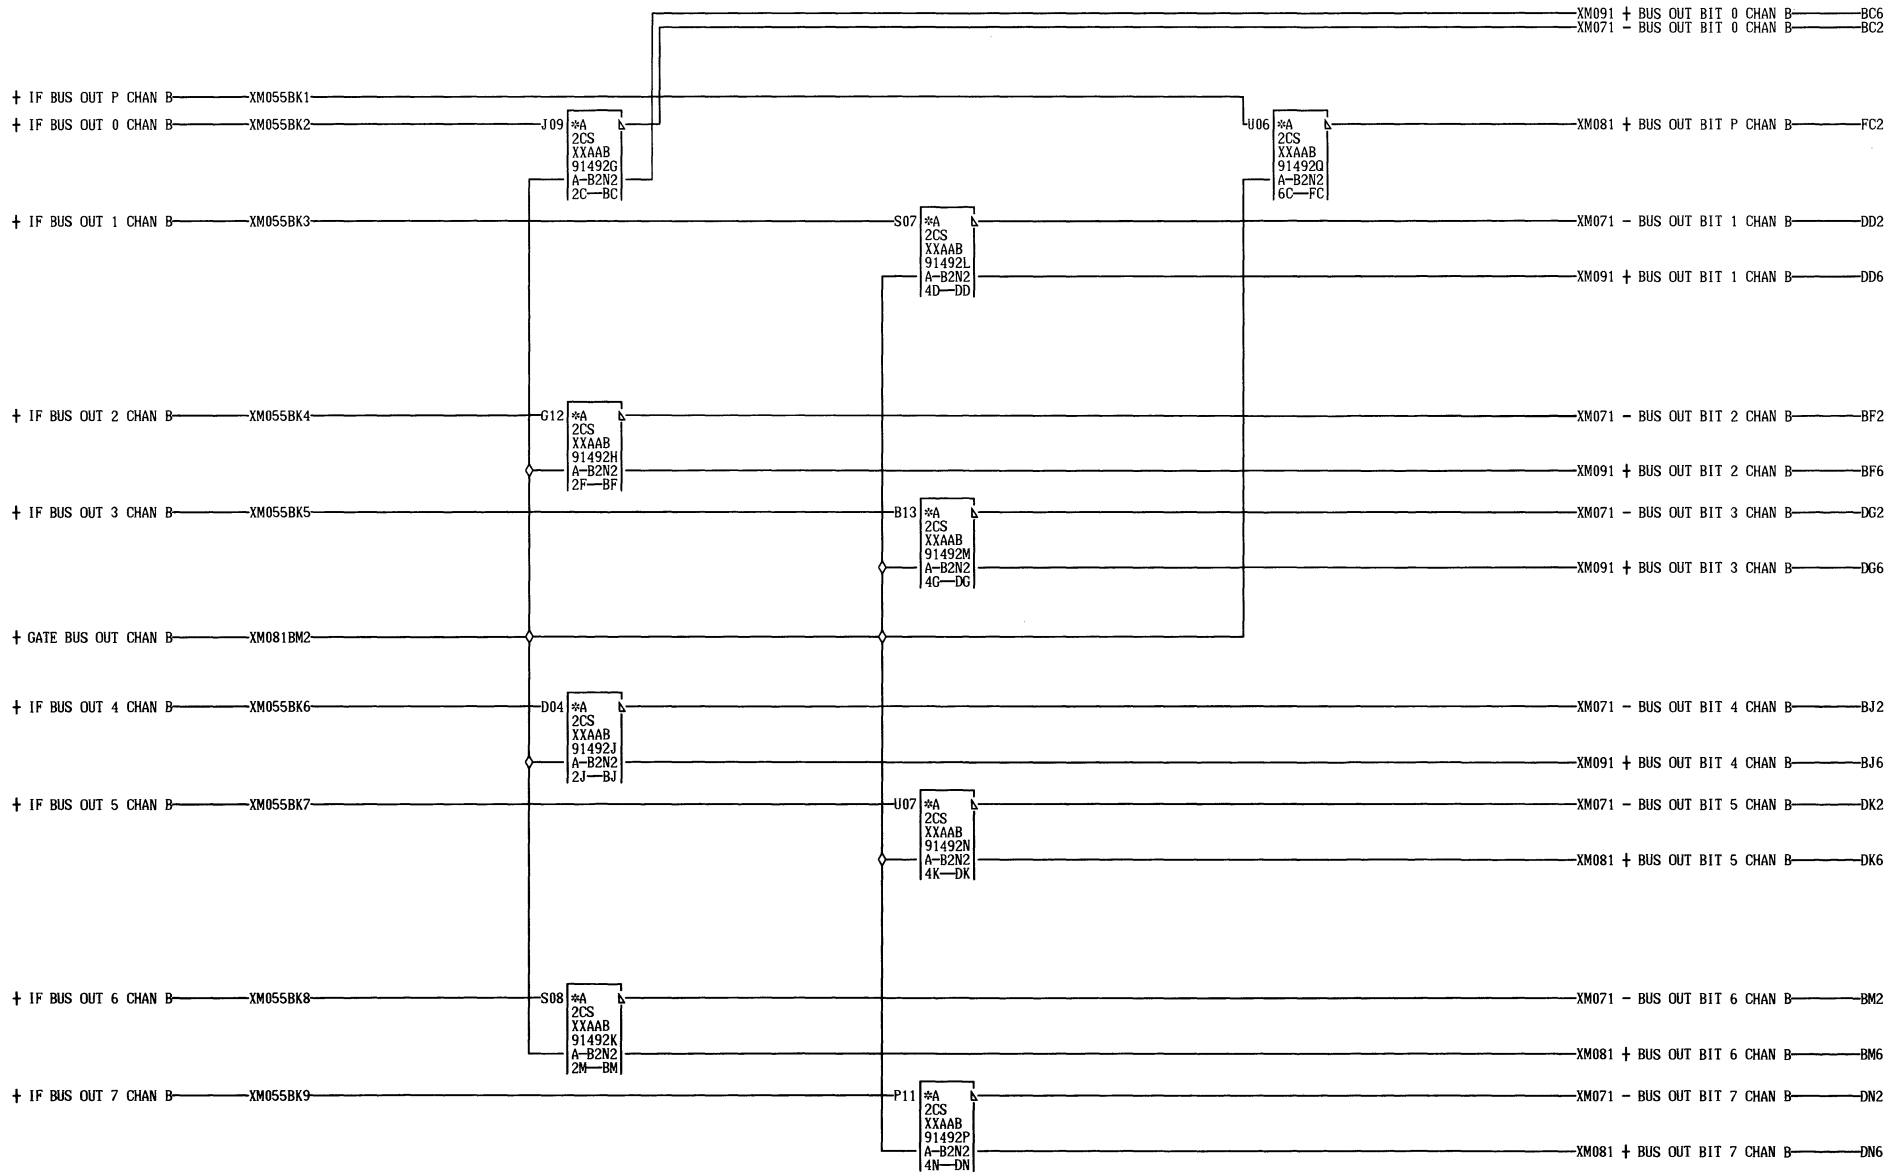 XM091 + BUS OUT BIT 0 CHAN B BC6
XM071 - BUS OUT BIT 0 CHAN B BC2
+ IF BUS OUT P CHAN B XM055BK1
+ IF BUS OUT 0 CHAN B XM055BK2 J09 *A U06 *A XM081 + BUS OUT BIT P CHAN B FC2
2CS 2CS
XXAAB XXAAB
91492G 91492Q
A-B2N2 A-B2N2
2C-BC 6C-FC
+ IF BUS OUT 1 CHAN B XM055BK3 S07 *A XM071 - BUS OUT BIT 1 CHAN B DD2
2CS
XXAAB
91492L
A-B2N2 XM091 + BUS OUT BIT 1 CHAN B DD6
4D-DD
+ IF BUS OUT 2 CHAN B XM055BK4 G12 *A XM071 - BUS OUT BIT 2 CHAN B BF2
2CS
XXAAB
91492H
A-B2N2 XM091 + BUS OUT BIT 2 CHAN B BF6
2F-BF
+ IF BUS OUT 3 CHAN B XM055BK5 B13 *A XM071 - BUS OUT BIT 3 CHAN B DG2
2CS
XXAAB
91492M
A-B2N2 XM091 + BUS OUT BIT 3 CHAN B DG6
4G-DG
+ GATE BUS OUT CHAN B XM081BM2
+ IF BUS OUT 4 CHAN B XM055BK6 D04 *A XM071 - BUS OUT BIT 4 CHAN B BJ2
2CS
XXAAB
91492J
A-B2N2 XM091 + BUS OUT BIT 4 CHAN B BJ6
2J-BJ
+ IF BUS OUT 5 CHAN B XM055BK7 U07 *A XM071 - BUS OUT BIT 5 CHAN B DK2
2CS
XXAAB
91492N
A-B2N2 XM081 + BUS OUT BIT 5 CHAN B DK6
4K-DK
+ IF BUS OUT 6 CHAN B XM055BK8 S08 *A XM071 - BUS OUT BIT 6 CHAN B BM2
2CS
XXAAB
91492K
A-B2N2 XM081 + BUS OUT BIT 6 CHAN B BM6
2M-BM
+ IF BUS OUT 7 CHAN B XM055BK9 P11 *A XM071 - BUS OUT BIT 7 CHAN B DN2
2CS
XXAAB
91492P
A-B2N2 XM081 + BUS OUT BIT 7 CHAN B DN6
4N-DN